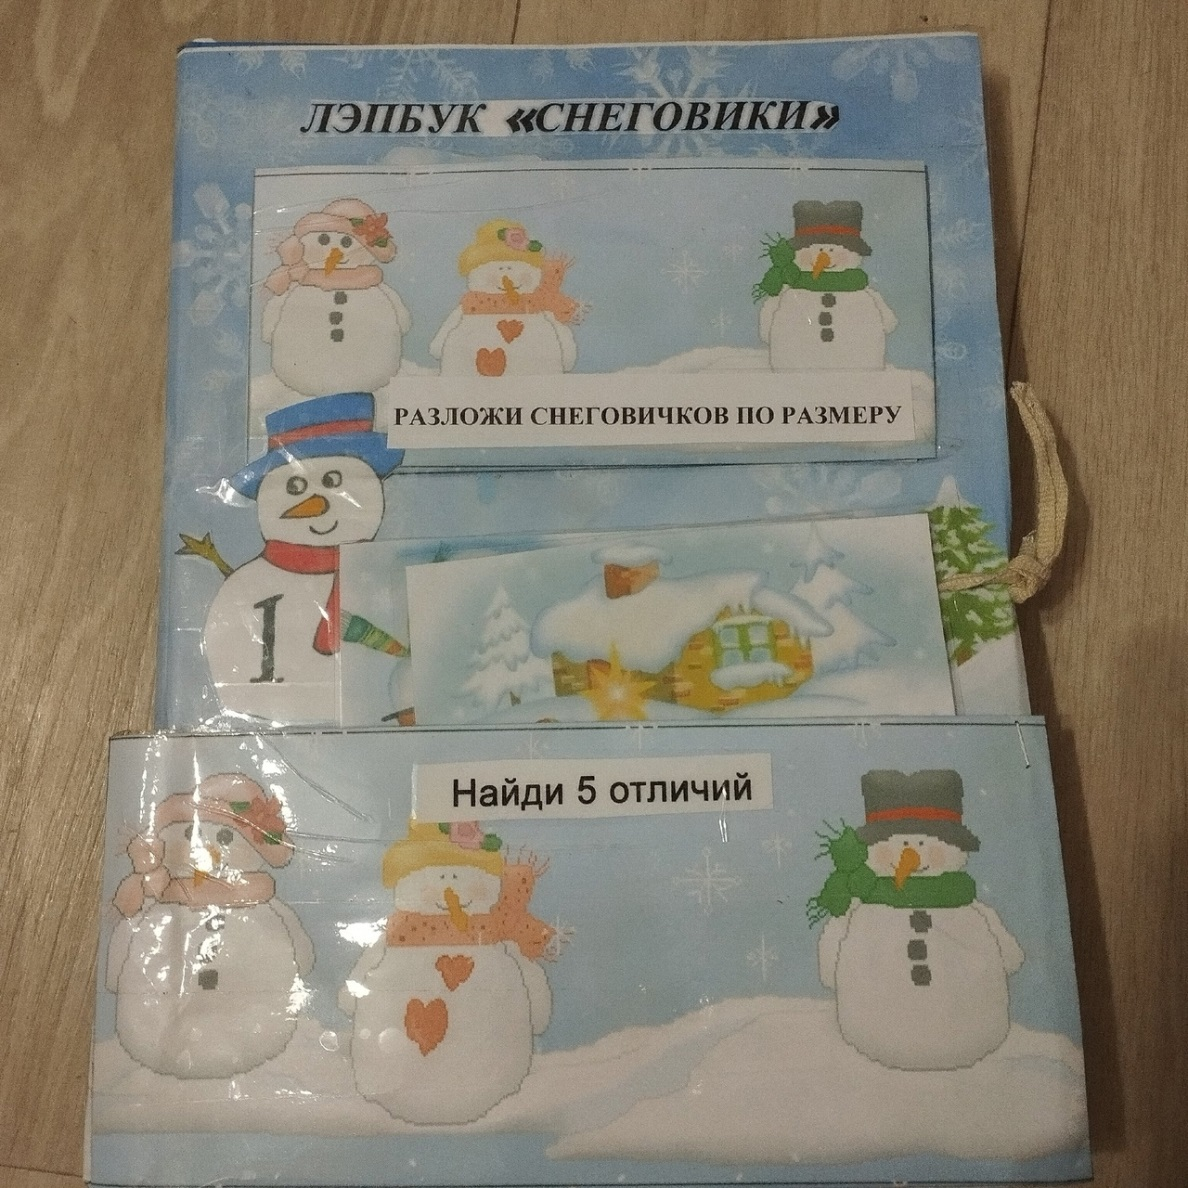 ЛЭПБУК «СНЕГОВИКИ»
РАЗЛОЖИ СНЕГОВИЧКОВ ПО РАЗМЕРУ
1
Найди 5 отличий